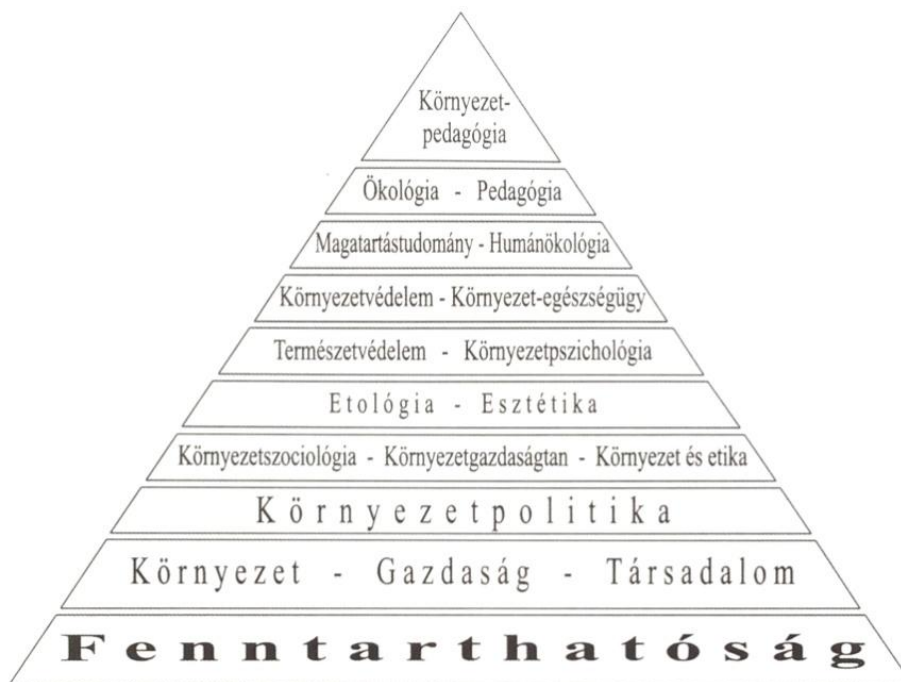 Környezet-
pedagógia
Ökológia - Pedagógia
Magatartástudomány - Humánökológia
Környezetvédelem - Környezet-egészségügy
Természetvédelem - Környezetpszichológia
Etológia - Esztétika
Környezetszociológia - Környezetgazdaságtan - Környezet és etika
Környezetpolitika
Környezet - Gazdaság - Társadalom
Fenntarthatóság